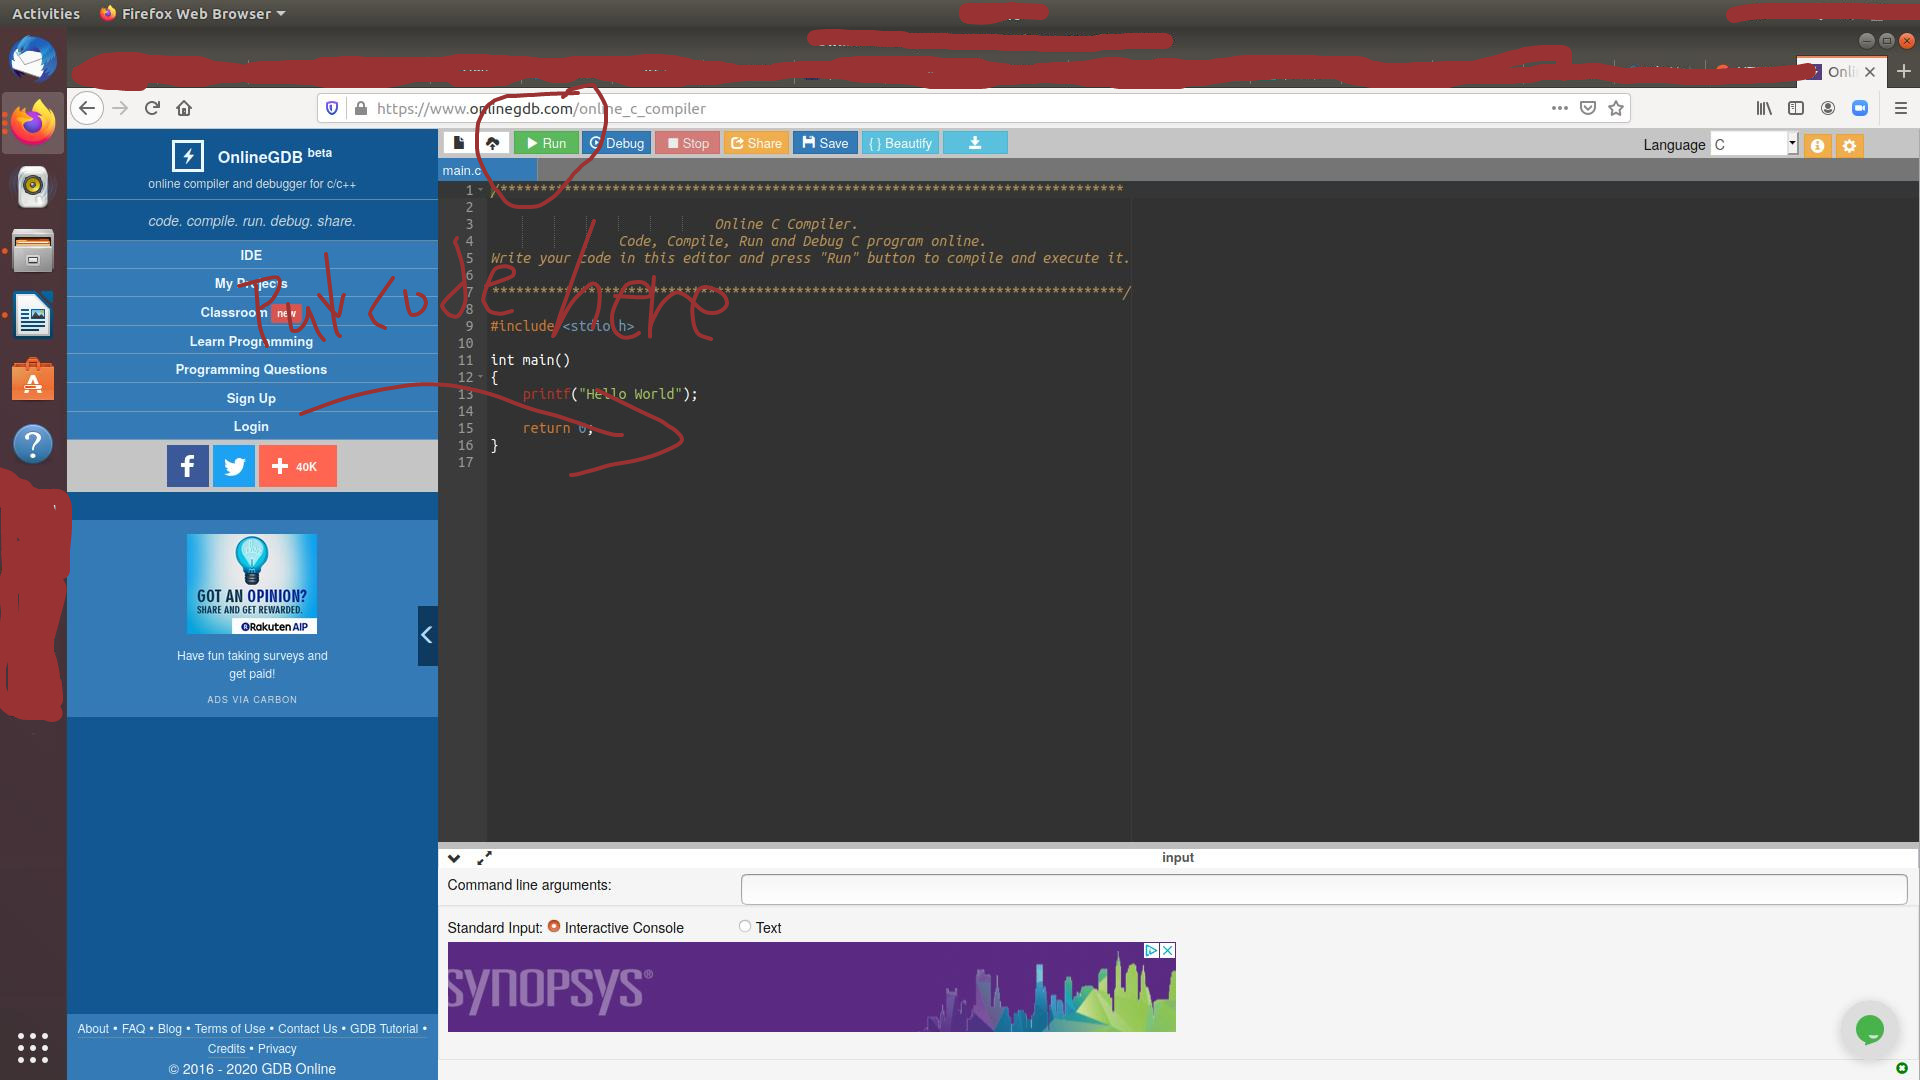 Activities Firefox Web Browser
Onli
https://www.onlinegdb.com/online_c_compiler
OnlineGDB beta
online compiler and debugger for c/c++
code. compile. run. debug. share.
IDE
My Projects
Classroom new
Learn Programming
Programming Questions
Sign Up
Login
f + 40K
GOT AN OPINION?
SHARE AND GET REWARDED.
Rakuten AIP
Have fun taking surveys and
get paid!
ADS VIA CARBON
About • FAQ • Blog • Terms of Use • Contact Us • GDB Tutorial •
Credits • Privacy
© 2016 - 2020 GDB Online
Run Debug Stop Share Save { } Beautify
Language C
main.c
1 /******************************************************************************
2
3 Online C Compiler.
4 Code, Compile, Run and Debug C program online.
5 Write your code in this editor and press "Run" button to compile and execute it.
6
7 *******************************************************************************/
8
9 #include <stdio.h>
10
11 int main()
12 {
13 printf("Hello World");
14
15 return 0;
16 }
17
Put code here
input
Command line arguments:
Standard Input: Interactive Console Text
SYNOPSYS®